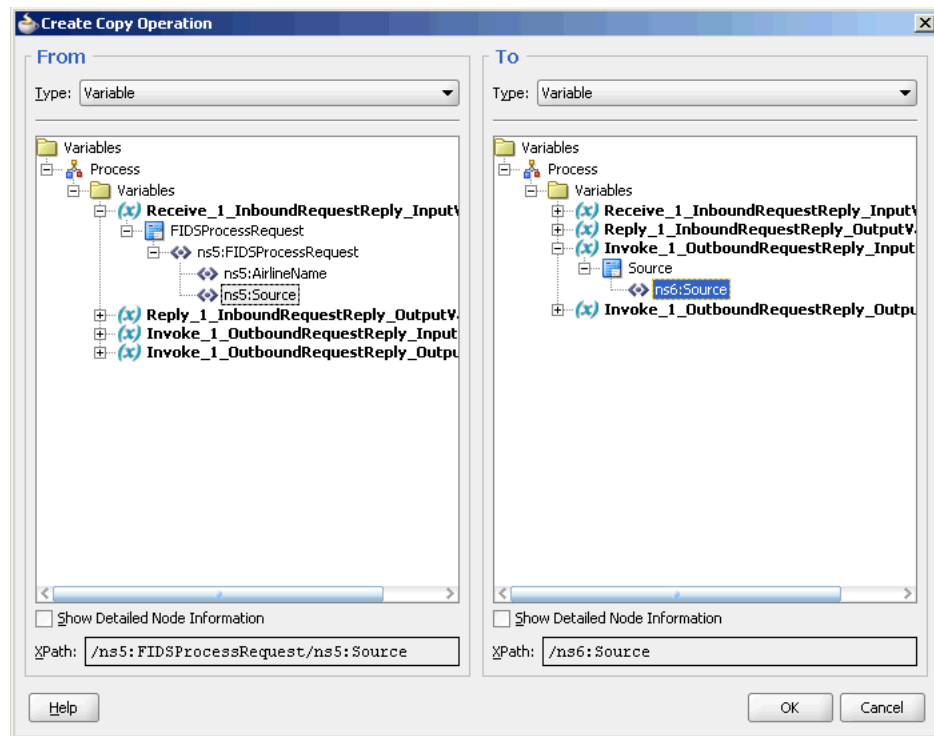 Create Copy Operation
From
Type: Variable
Variables
Process
Variables
Receive_1_InboundRequestReply_InputV
FIDSProcessRequest
ns5:FIDSProcessRequest
ns5:AirlineName
ns5:Source
Reply_1_InboundRequestReply_OutputV
Invoke_1_OutboundRequestReply_Input
Invoke_1_OutboundRequestReply_Outpu
Show Detailed Node Information
XPath: /ns5:FIDSProcessRequest/ns5:Source
To
Type: Variable
Variables
Process
Variables
Receive_1_InboundRequestReply_InputV
Reply_1_InboundRequestReply_OutputV
Invoke_1_OutboundRequestReply_Input
Source
ns6:Source
Invoke_1_OutboundRequestReply_Outpu
Show Detailed Node Information
XPath: /ns6:Source
Help
OK
Cancel